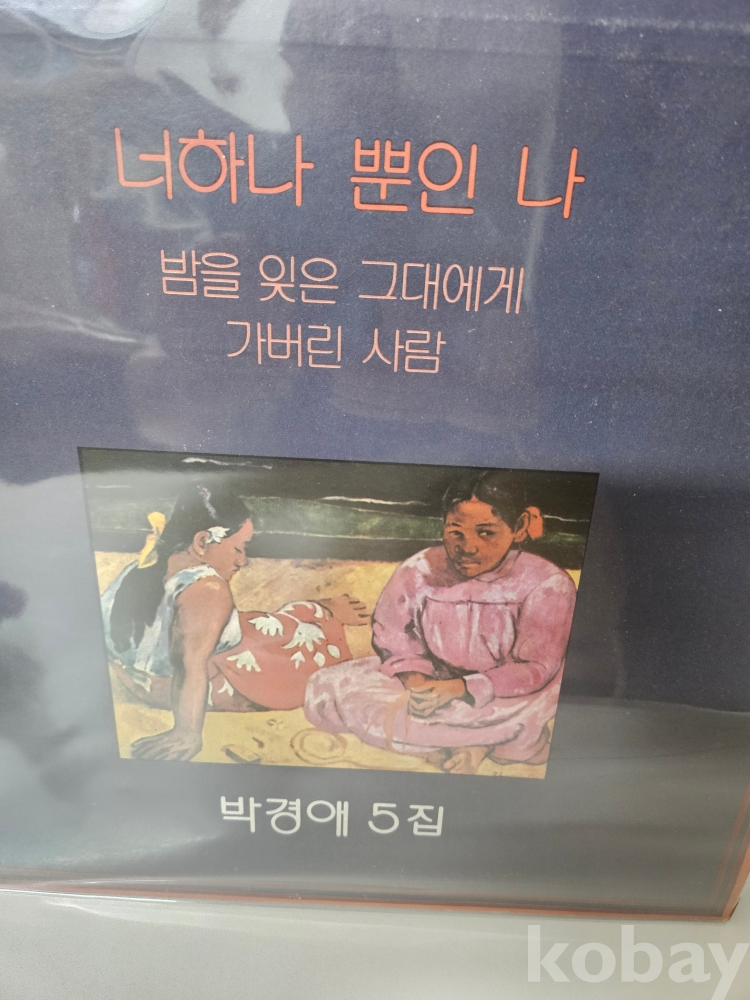 너하나 뿐인 나
밤을 잊은 그대에게
가버린 사람
박경애 5집
kobay